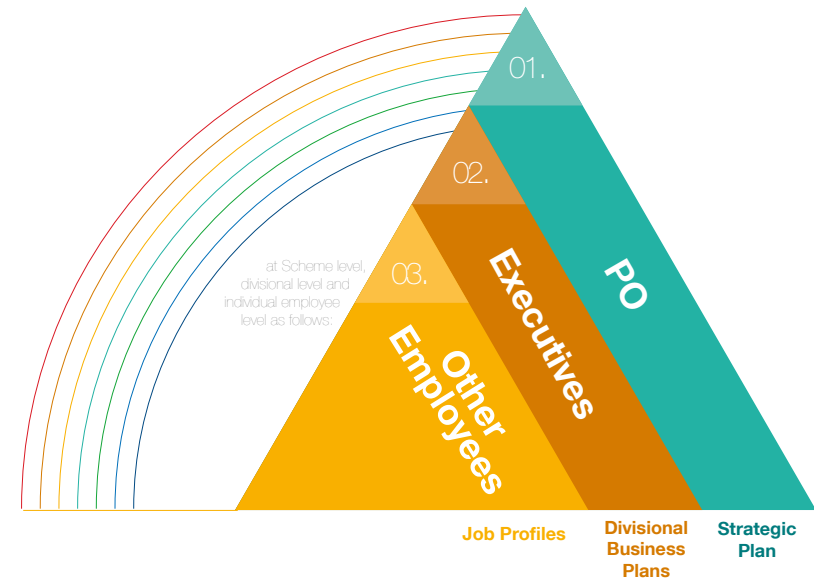 01.
02.
03.
at Scheme level,
divisional level and
individual employee
level as follows:
PO
Executives
Other
Employees
Job Profiles
Divisional
Business
Plans
Strategic
Plan